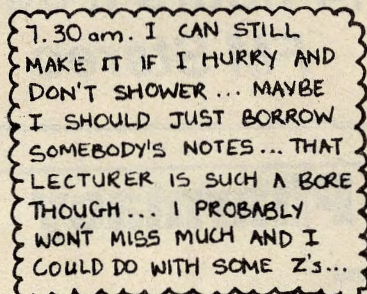 7.30 am. I CAN STILL
MAKE IT IF I HURRY AND
DON'T SHOWER... MAYBE
I SHOULD JUST BORROW
SOMEBODY'S NOTES... THAT
LECTURER IS SUCH A BORE
THOUGH... I PROBABLY
WON'T MISS MUCH AND I
COULD DO WITH SOME Z's...